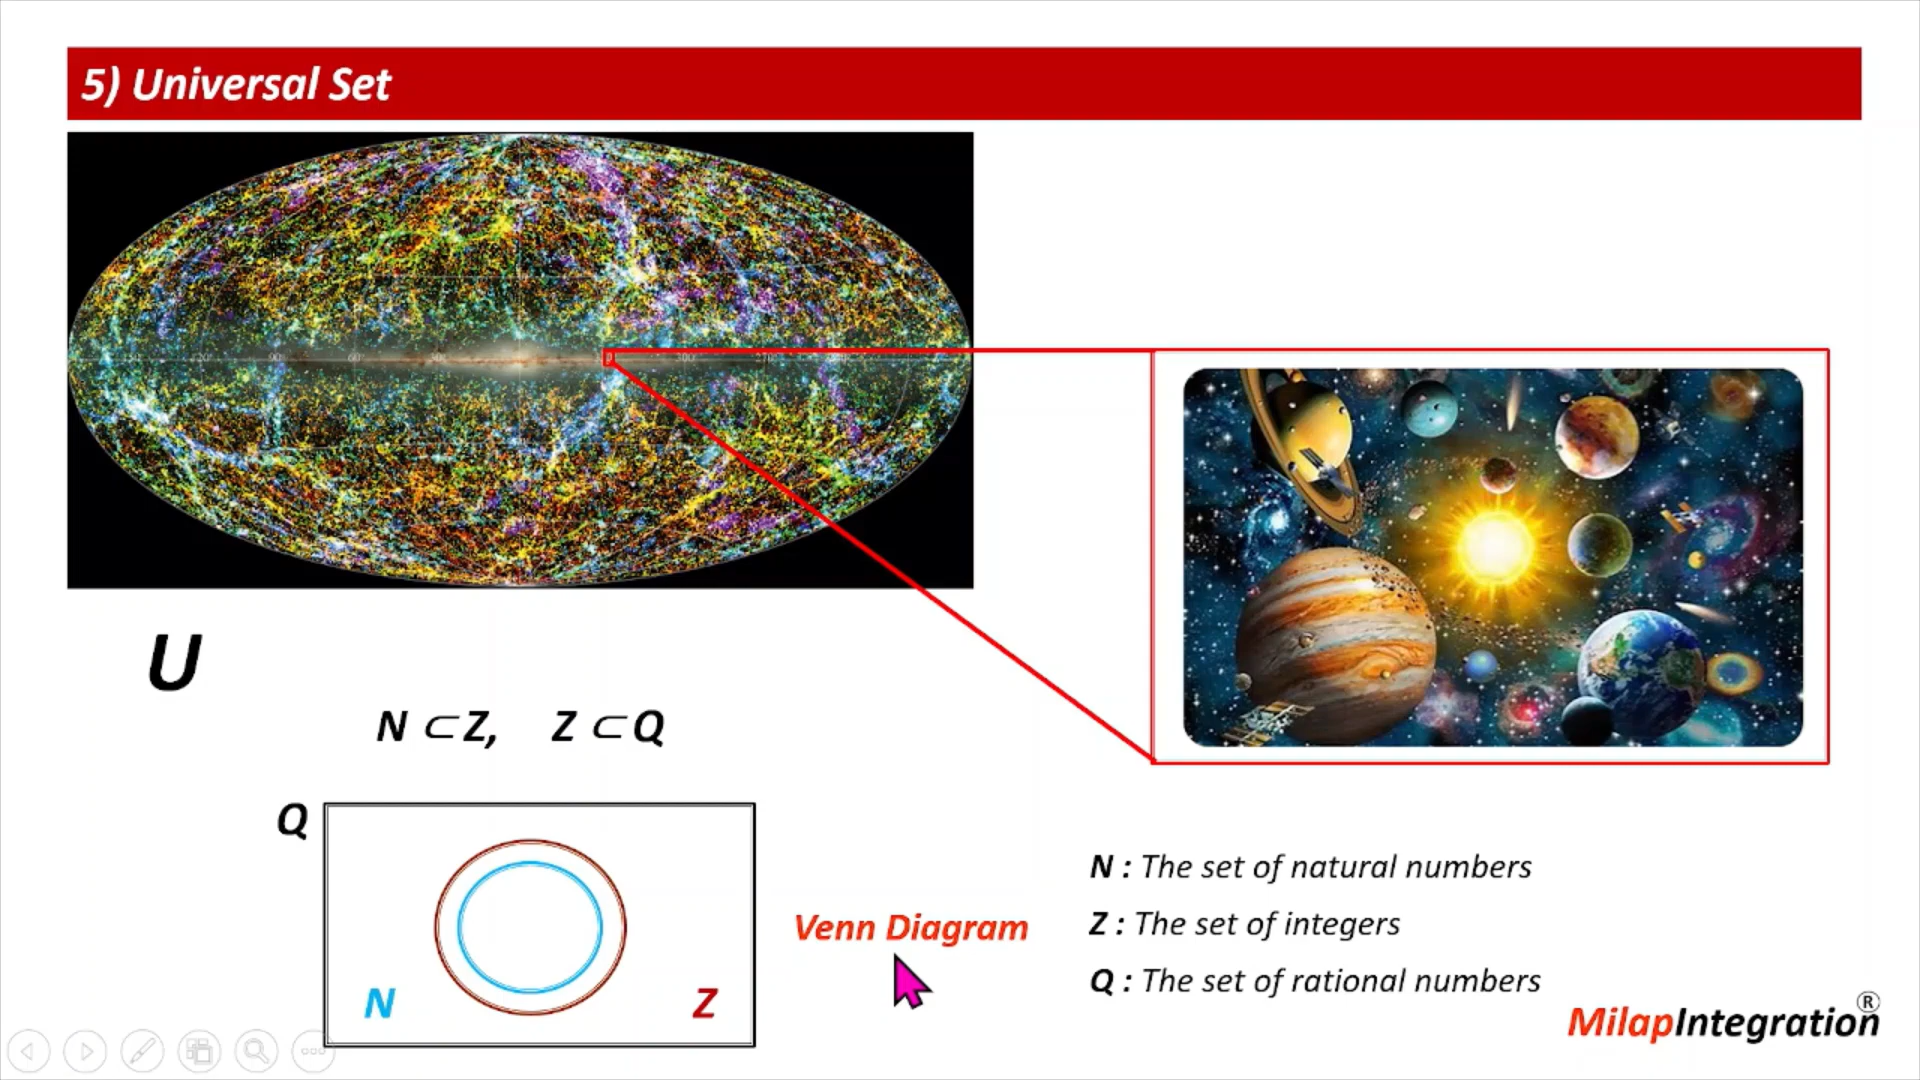 5) Universal Set
U
N ⊂ Z, Z ⊂ Q
Q
N Z
Venn Diagram
N : The set of natural numbers
Z : The set of integers
Q : The set of rational numbers
MilapIntegration®